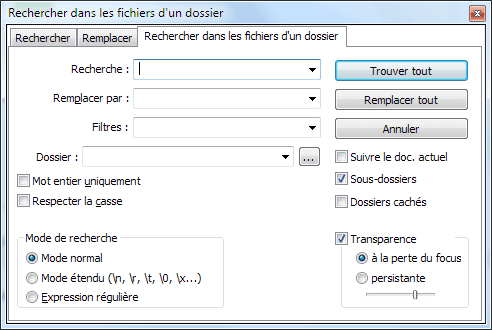 Rechercher dans les fichiers d'un dossier
Rechercher Remplacer Rechercher dans les fichiers d'un dossier
Recherche : Trouver tout
Remplacer par : Remplacer tout
Filtres : Annuler
Dossier : ... Suivre le doc. actuel
Mot entier uniquement Sous-dossiers
Respecter la casse Dossiers cachés
Mode de recherche Transparence
Mode normal à la perte du focus
Mode étendu (\n, \r, \t, \0, \x...) persistante
Expression régulière